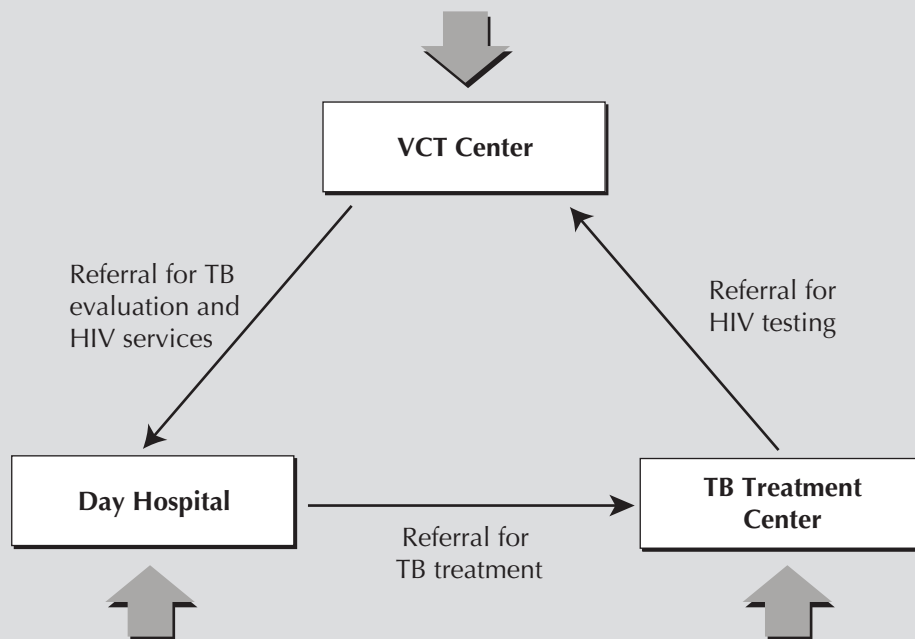 VCT Center
Referral for TB
evaluation and
HIV services
Referral for
HIV testing
Day Hospital
TB Treatment
Center
Referral for
TB treatment